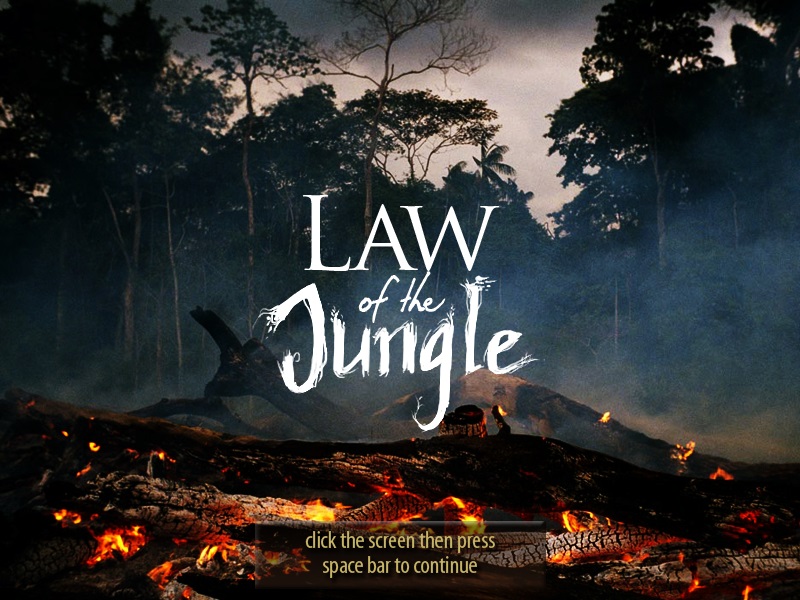 LAW
of the
Jungle
click the screen then press
space bar to continue